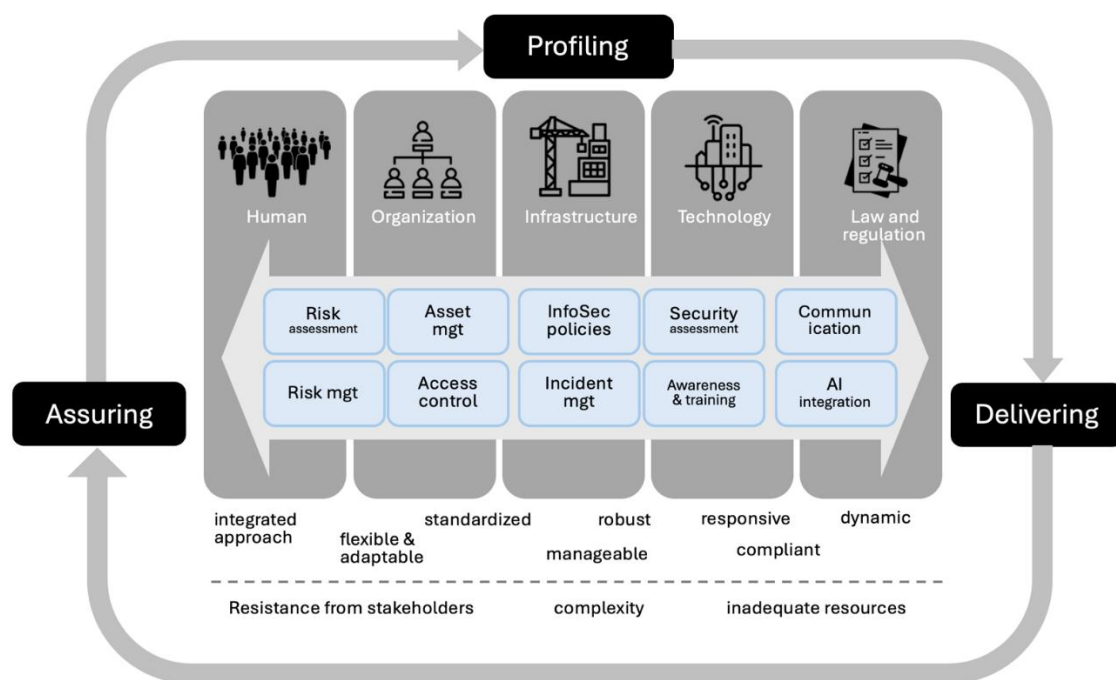 Profiling
Human
Organization
Infrastructure
Technology
Law and
regulation
Risk
assessment
Asset
mgt
InfoSec
policies
Security
assessment
Commun
ication
Risk mgt
Access
control
Incident
mgt
Awareness
& training
AI
integration
Assuring
Delivering
integrated
approach
flexible &
adaptable
standardized
manageable
robust
responsive
compliant
dynamic
Resistance from stakeholders
complexity
inadequate resources